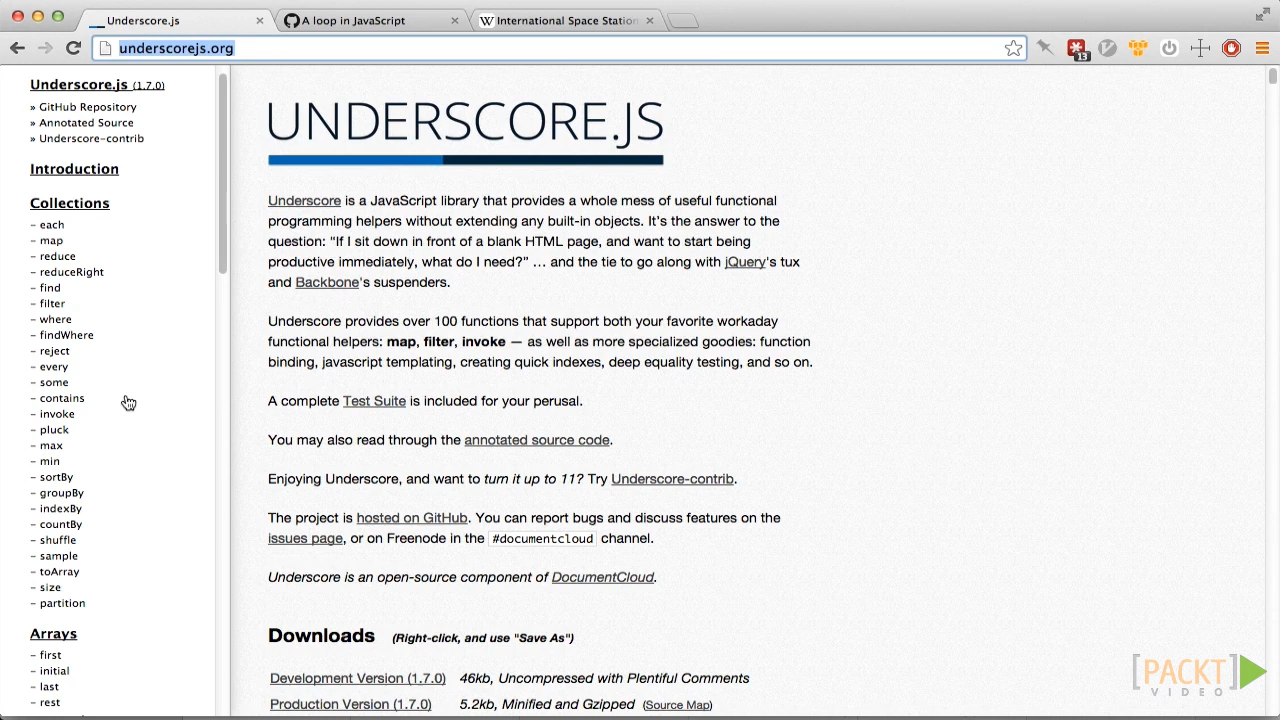 Underscore.js
A loop in JavaScript
International Space Station
underscorejs.org
13
Underscore.js (1.7.0)
» GitHub Repository
» Annotated Source
» Underscore-contrib
Introduction
Collections
- each
- map
- reduce
- reduceRight
- find
- filter
- where
- findWhere
- reject
- every
- some
- contains
- invoke
- pluck
- max
- min
- sortBy
- groupBy
- indexBy
- countBy
- shuffle
- sample
- toArray
- size
- partition
Arrays
- first
- initial
- last
- rest
UNDERSCORE.JS
Underscore is a JavaScript library that provides a whole mess of useful functional
programming helpers without extending any built-in objects. It's the answer to the
question: "If I sit down in front of a blank HTML page, and want to start being
productive immediately, what do I need?" … and the tie to go along with jQuery's tux
and Backbone's suspenders.
Underscore provides over 100 functions that support both your favorite workaday
functional helpers: map, filter, invoke — as well as more specialized goodies: function
binding, javascript templating, creating quick indexes, deep equality testing, and so on.
A complete Test Suite is included for your perusal.
You may also read through the annotated source code.
Enjoying Underscore, and want to turn it up to 11? Try Underscore-contrib.
The project is hosted on GitHub. You can report bugs and discuss features on the
issues page, or on Freenode in the #documentcloud channel.
Underscore is an open-source component of DocumentCloud.
Downloads (Right-click, and use "Save As")
Development Version (1.7.0) 46kb, Uncompressed with Plentiful Comments
Production Version (1.7.0) 5.2kb, Minified and Gzipped (Source Map)
[PACKT]
VIDEO